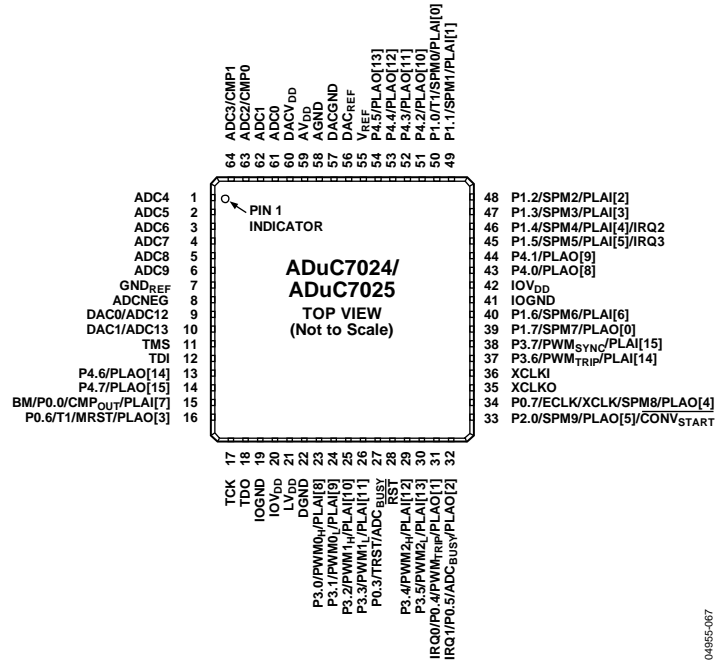 64 ADC3/CMP1
63 ADC2/CMP0
62 ADC1
61 ADC0
60 DACV_DD
59 AV_DD
58 AGND
57 DACGND
56 DAC_REF
55 V_REF
54 P4.5/PLAO[13]
53 P4.4/PLAO[12]
52 P4.3/PLAO[11]
51 P4.2/PLAO[10]
50 P1.0/T1/SPM0/PLAI[0]
49 P1.1/SPM1/PLAI[1]
ADC4 1
ADC5 2
ADC6 3
ADC7 4
ADC8 5
ADC9 6
GND_REF 7
ADCNEG 8
DAC0/ADC12 9
DAC1/ADC13 10
TMS 11
TDI 12
P4.6/PLAO[14] 13
P4.7/PLAO[15] 14
BM/P0.0/CMP_OUT/PLAI[7] 15
P0.6/T1/MRST/PLAO[3] 16
PIN 1
INDICATOR
ADuC7024/
ADuC7025
TOP VIEW
(Not to Scale)
48 P1.2/SPM2/PLAI[2]
47 P1.3/SPM3/PLAI[3]
46 P1.4/SPM4/PLAI[4]/IRQ2
45 P1.5/SPM5/PLAI[5]/IRQ3
44 P4.1/PLAO[9]
43 P4.0/PLAO[8]
42 IOV_DD
41 IOGND
40 P1.6/SPM6/PLAI[6]
39 P1.7/SPM7/PLAO[0]
38 P3.7/PWM_SYNC/PLAI[15]
37 P3.6/PWM_TRIP/PLAI[14]
36 XCLKI
35 XCLKO
34 P0.7/ECLK/XCLK/SPM8/PLAO[4]
33 P2.0/SPM9/PLAO[5]/CONV_START
TCK 17
TDO 18
IOGND 19
IOV_DD 20
LV_DD 21
DGND 22
P3.0/PWM0_H/PLAI[8] 23
P3.1/PWM0_L/PLAI[9] 24
P3.2/PWM1_H/PLAI[10] 25
P3.3/PWM1_L/PLAI[11] 26
P0.3/TRST/ADC_BUSY 27
RST 28
P3.4/PWM2_H/PLAI[12] 29
P3.5/PWM2_L/PLAI[13] 30
IRQ0/P0.4/PWM_TRIP/PLAO[1] 31
IRQ1/P0.5/ADC_BUSY/PLAO[2] 32
04955-067